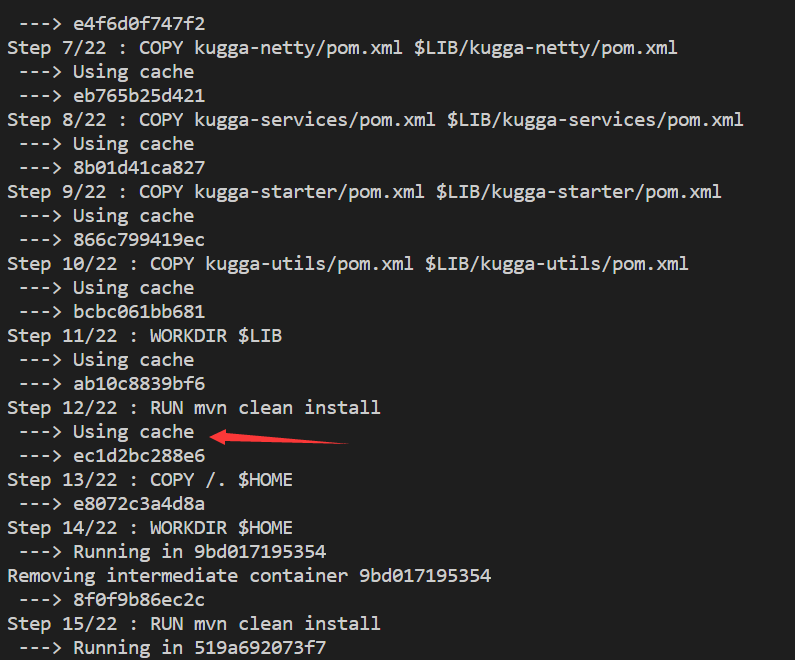 ---> e4f6d0f747f2
Step 7/22 : COPY kugga-netty/pom.xml $LIB/kugga-netty/pom.xml
---> Using cache
---> eb765b25d421
Step 8/22 : COPY kugga-services/pom.xml $LIB/kugga-services/pom.xml
---> Using cache
---> 8b01d41ca827
Step 9/22 : COPY kugga-starter/pom.xml $LIB/kugga-starter/pom.xml
---> Using cache
---> 866c799419ec
Step 10/22 : COPY kugga-utils/pom.xml $LIB/kugga-utils/pom.xml
---> Using cache
---> bcbc061bb681
Step 11/22 : WORKDIR $LIB
---> Using cache
---> ab10c8839bf6
Step 12/22 : RUN mvn clean install
---> Using cache
---> ec1d2bc288e6
Step 13/22 : COPY /. $HOME
---> e8072c3a4d8a
Step 14/22 : WORKDIR $HOME
---> Running in 9bd017195354
Removing intermediate container 9bd017195354
---> 8f0f9b86ec2c
Step 15/22 : RUN mvn clean install
---> Running in 519a692073f7